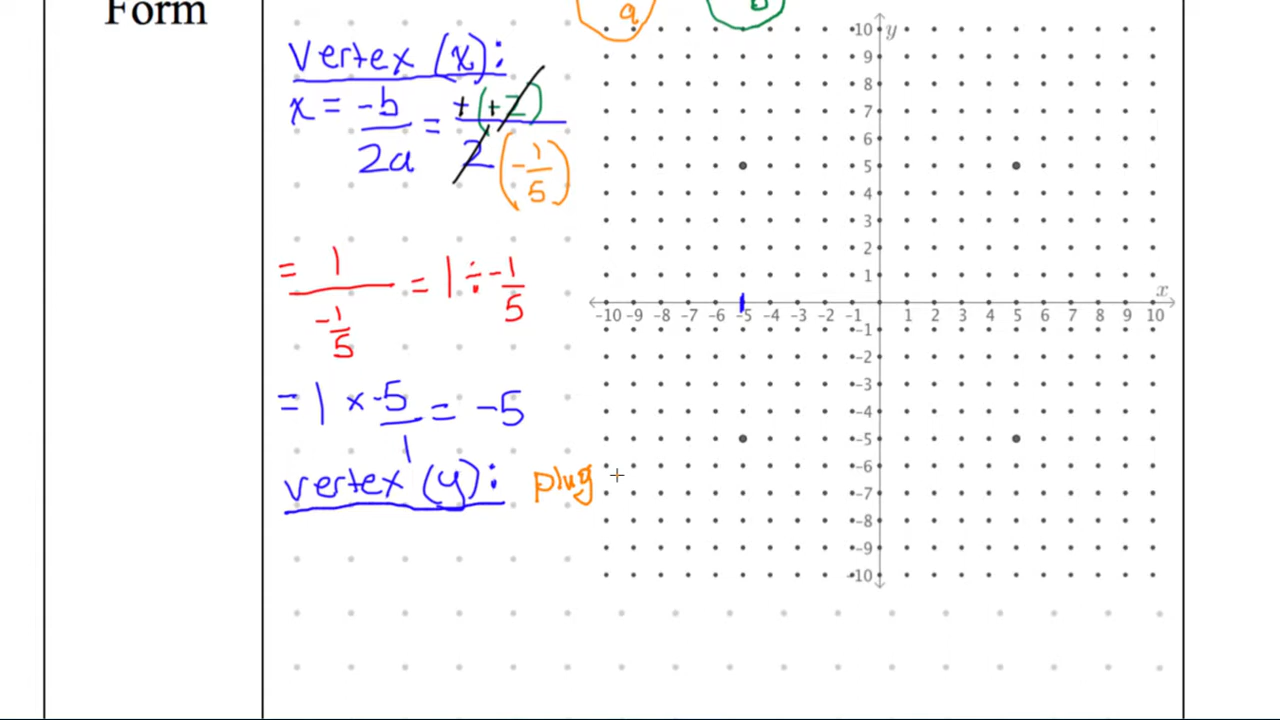 Form
a
b
Vertex (x):
x = -b/2a = +(+2)/2(-1/5)
= 1/(-1/5) = 1 ÷ -1/5
= 1 × -5/1 = -5
vertex (y): plug
y
10
9
8
7
6
5
4
3
2
1
x
-10 -9 -8 -7 -6 -5 -4 -3 -2 -1 1 2 3 4 5 6 7 8 9 10
-1
-2
-3
-4
-5
-6
-7
-8
-9
-10